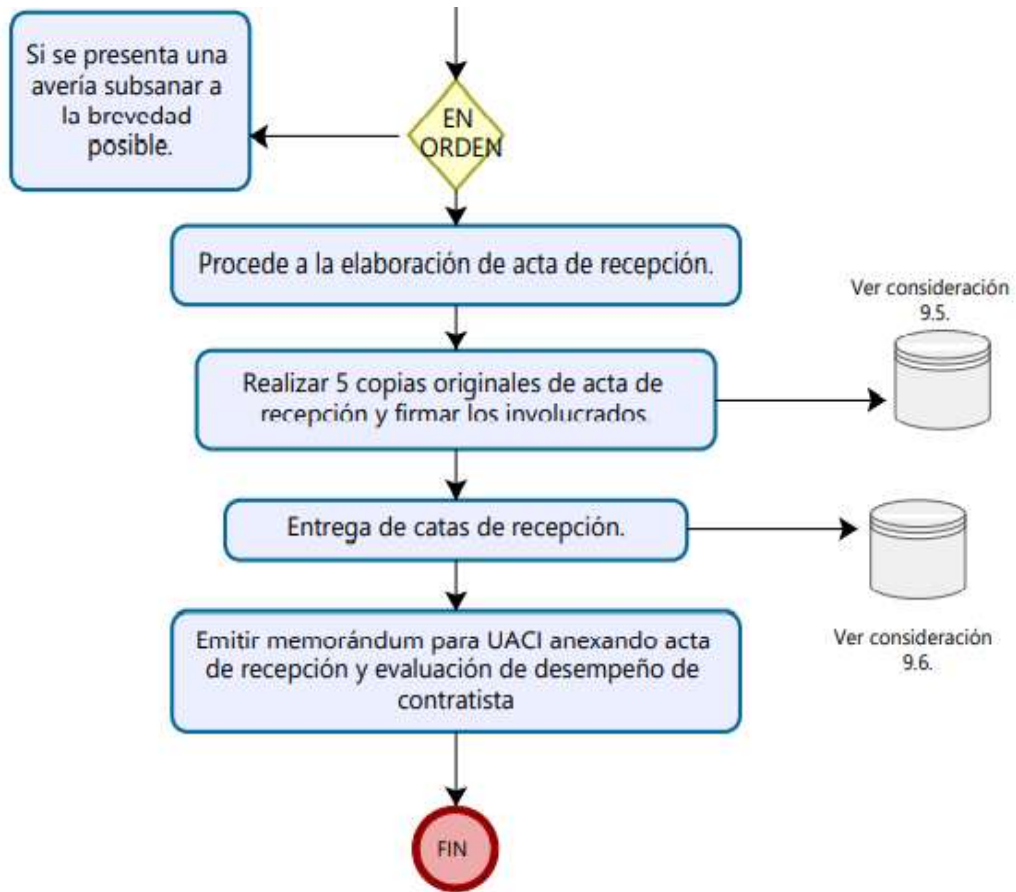 Si se presenta una
avería subsanar a
la brevedad
posible.
EN
ORDEN
Procede a la elaboración de acta de recepción.
Ver consideración
9.5.
Realizar 5 copias originales de acta de
recepción y firmar los involucrados.
Entrega de catas de recepción.
Ver consideración
9.6.
Emitir memorándum para UACI anexando acta
de recepción y evaluación de desempeño de
contratista
FIN